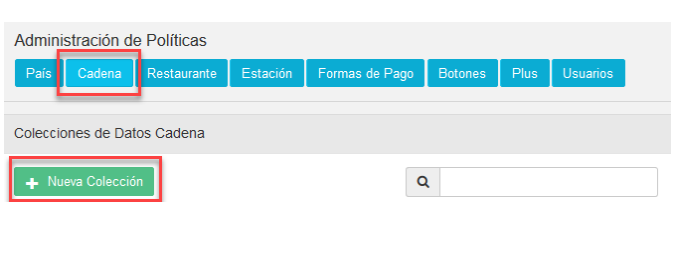 Administración de Políticas
País Cadena Restaurante Estación Formas de Pago Botones Plus Usuarios
Colecciones de Datos Cadena
Nueva Colección